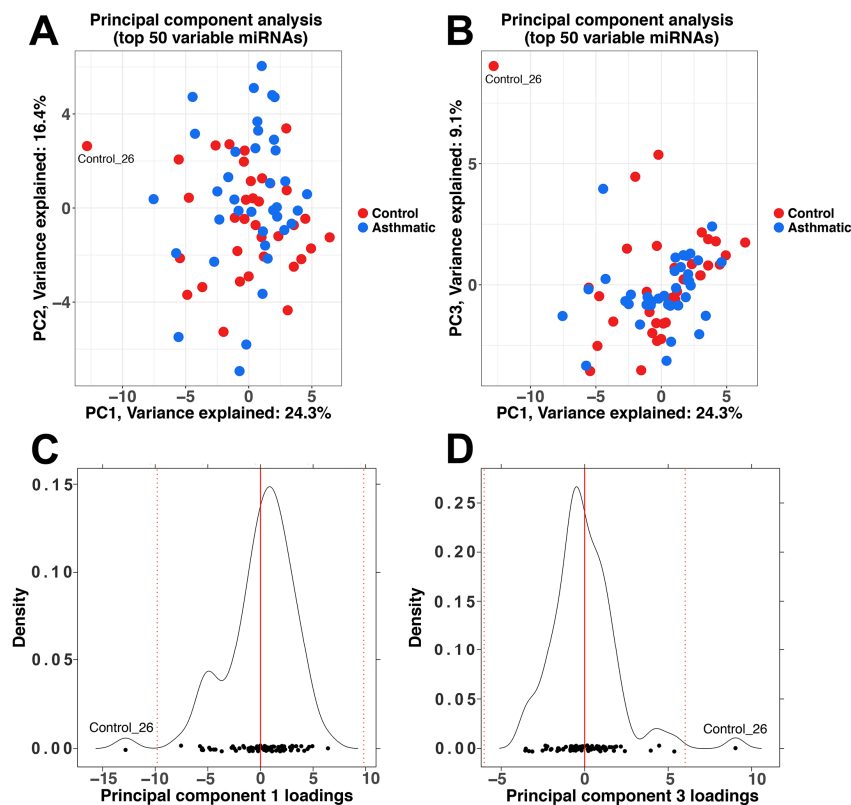 A
Principal component analysis
(top 50 variable miRNAs)
PC2, Variance explained: 16.4%
4
0
−4
Control_26
−10
−5
0
5
PC1, Variance explained: 24.3%
Control
Asthmatic
B
Principal component analysis
(top 50 variable miRNAs)
PC3, Variance explained: 9.1%
5
0
Control_26
−10
−5
0
5
PC1, Variance explained: 24.3%
Control
Asthmatic
C
Density
0.15
0.10
0.05
0.00
Control_26
−15
−10
−5
0
5
10
Principal component 1 loadings
D
Density
0.25
0.20
0.15
0.10
0.05
0.00
Control_26
−5
0
5
10
Principal component 3 loadings